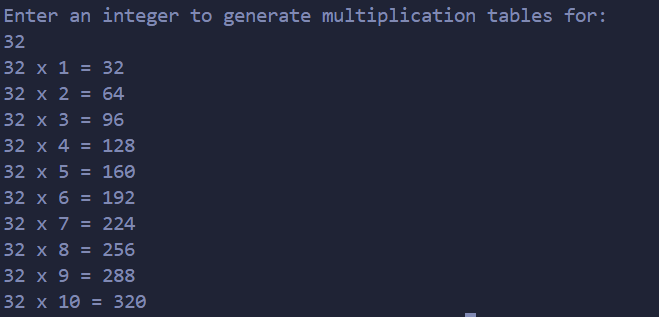 Enter an integer to generate multiplication tables for:
32
32 x 1 = 32
32 x 2 = 64
32 x 3 = 96
32 x 4 = 128
32 x 5 = 160
32 x 6 = 192
32 x 7 = 224
32 x 8 = 256
32 x 9 = 288
32 x 10 = 320